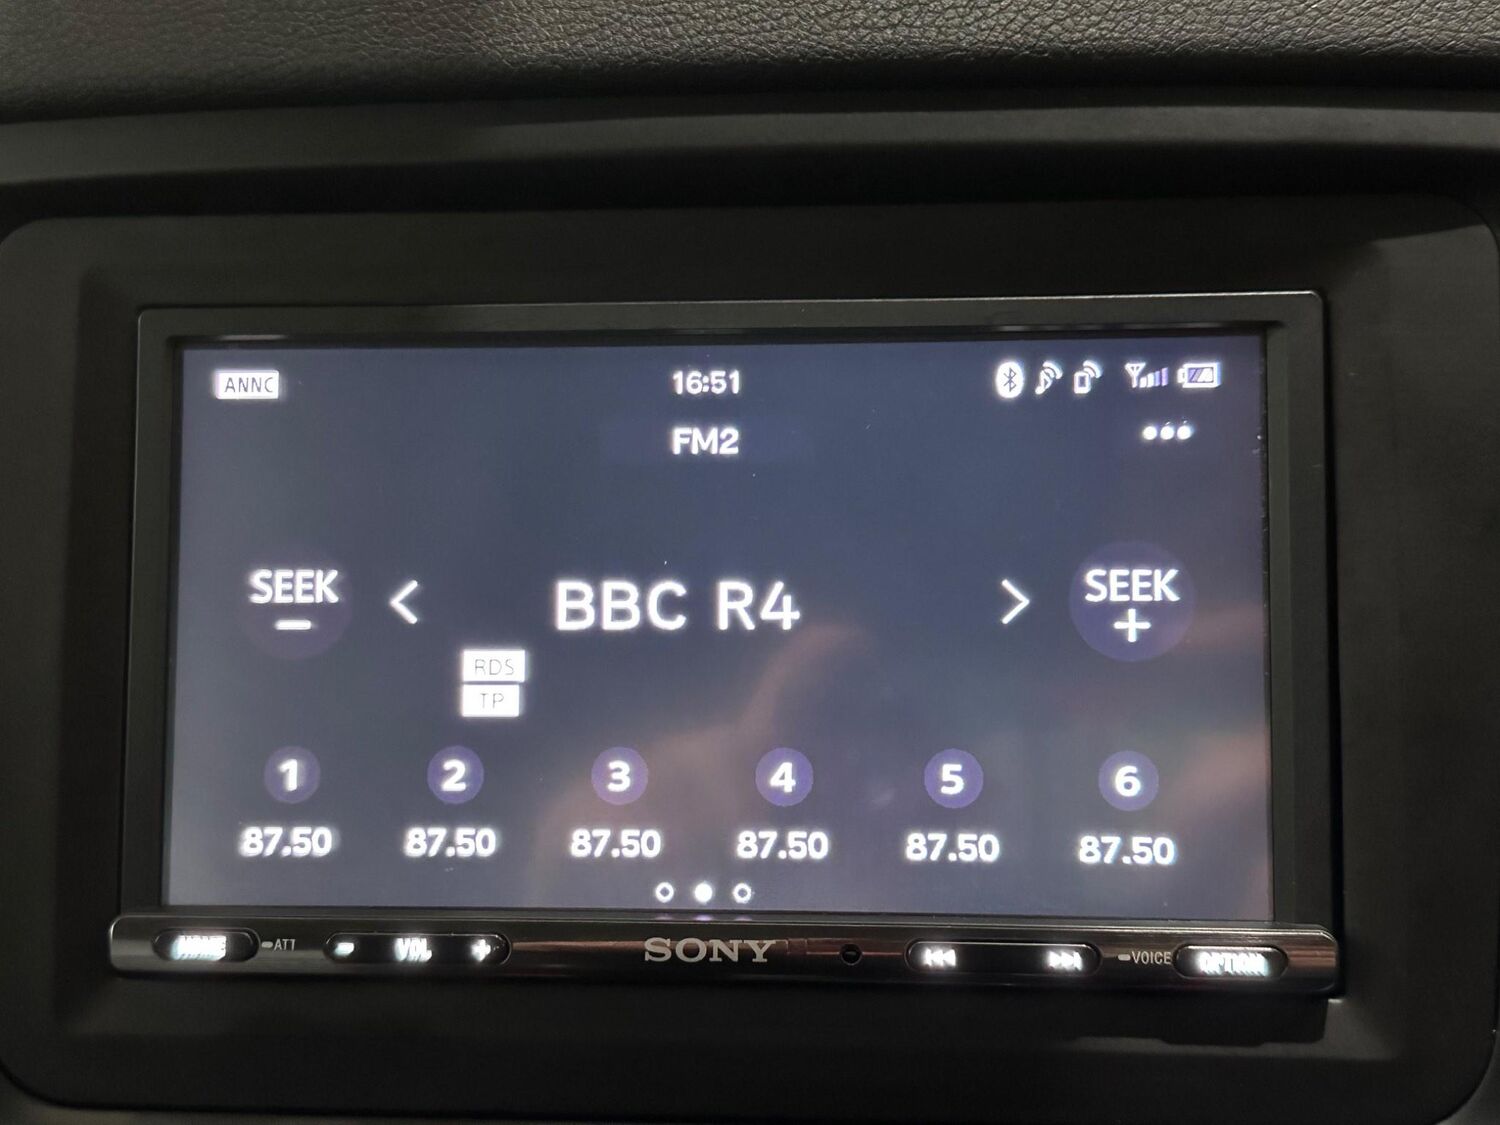 ANNC
16:51
FM2
SEEK
−
BBC R4
SEEK
+
RDS
TP
1 2 3 4 5 6
87.50 87.50 87.50 87.50 87.50 87.50
HOME ATT - VOL + SONY VOICE OPTION